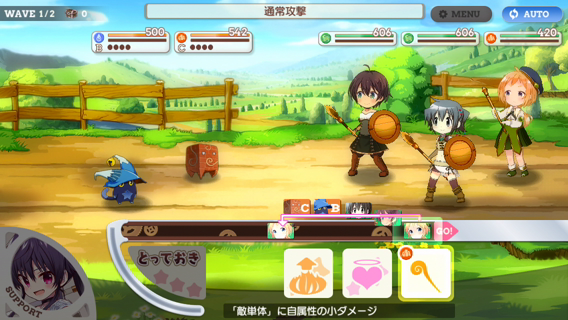 WAVE 1/2 0
通常攻撃
MENU
AUTO
500
B
542
C
606
606
420
C B
GO!
とっておき
SUPPORT
「敵単体」に自属性の小ダメージ